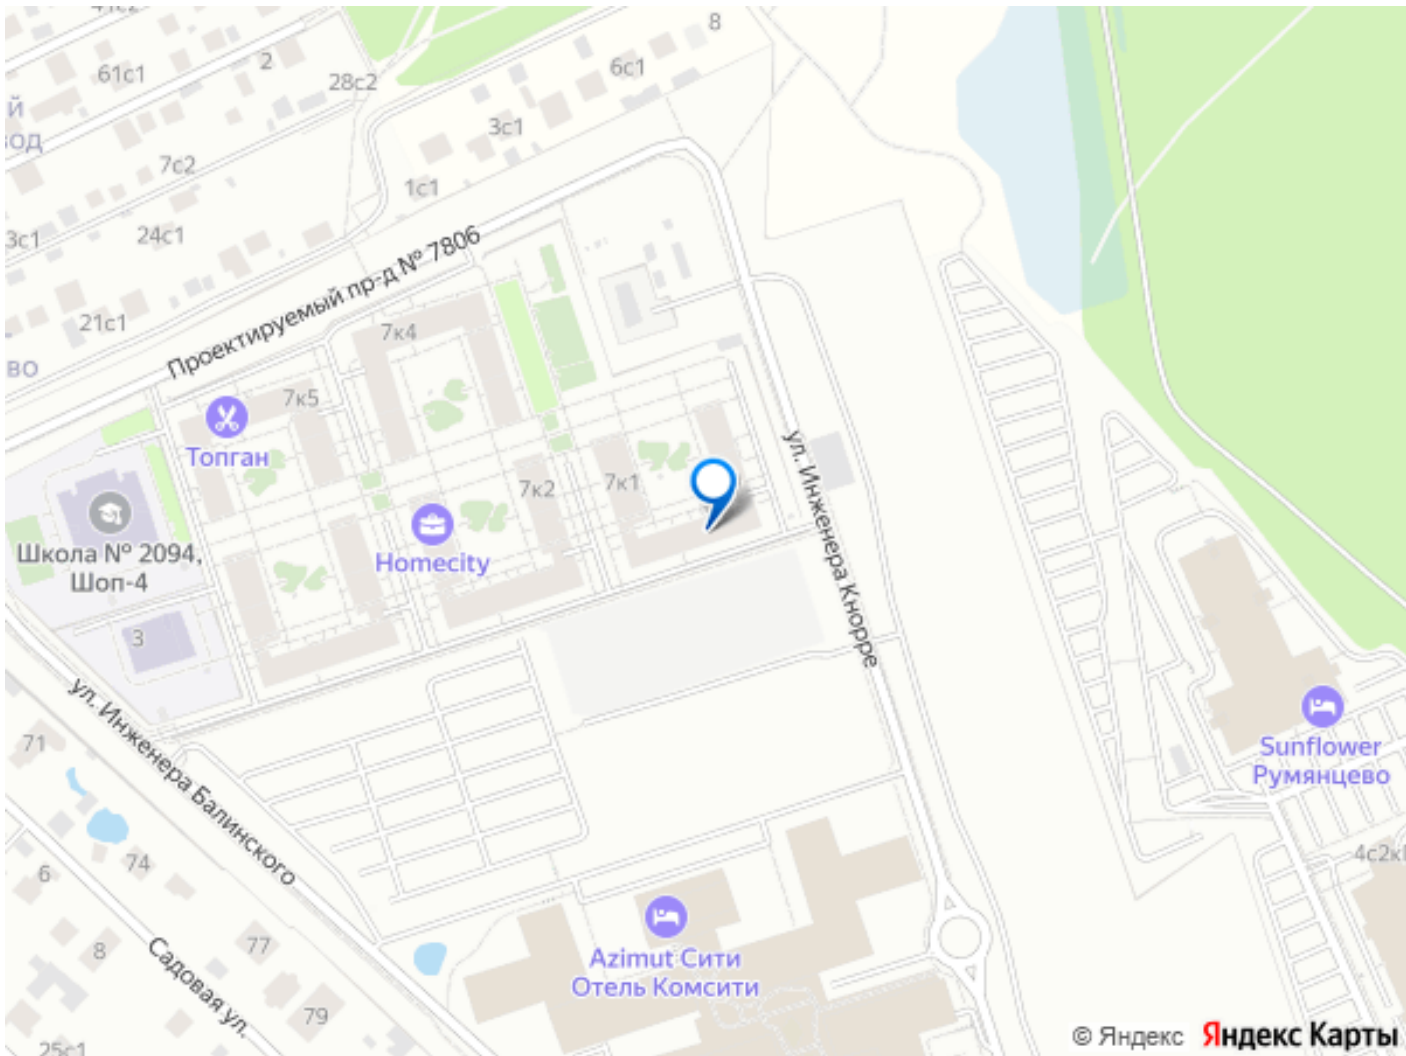 41с2
8
61с1
2
28с2
6с1
й
од
3с1
7с2
1с1
3с1
24с1
Проектируемый пр-д № 7806
21с1
7к4
во
7к5
Топган
ул. Инженера Кнорре
7к2
7к1
Школа № 2094,
Шоп-4
Homecity
3
ул. Инженера Балинского
71
Sunflower
Румянцево
74
6
4с2к
77
8
Садовая ул.
Azimut Сити
Отель Комсити
79
25с1
© Яндекс Яндекс Карты